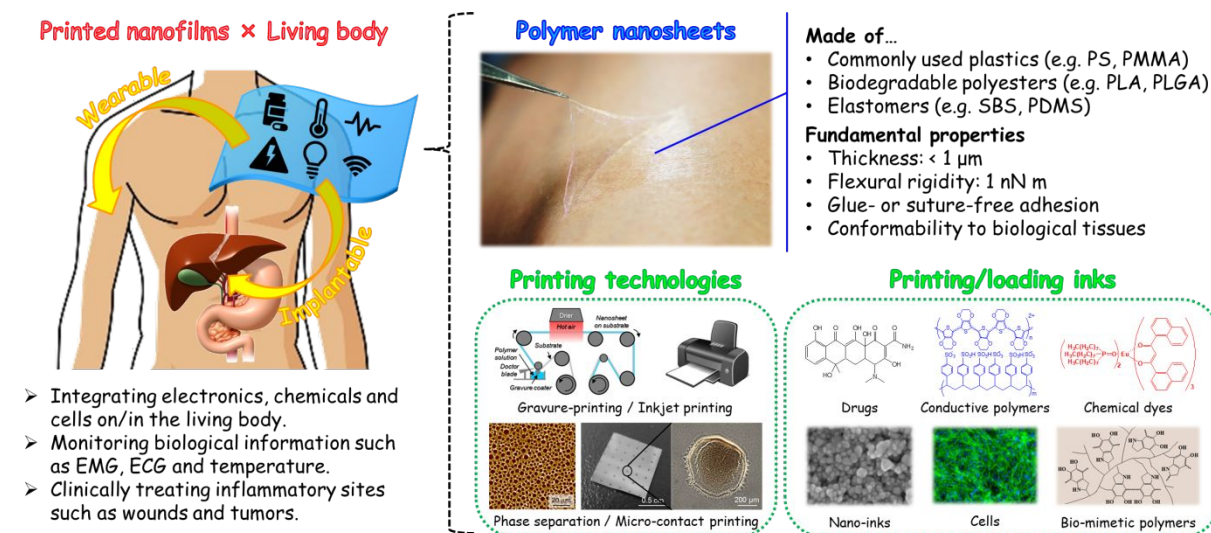 Printed nanofilms × Living body
Wearable
Implantable
➢ Integrating electronics, chemicals and
cells on/in the living body.
➢ Monitoring biological information such
as EMG, ECG and temperature.
➢ Clinically treating inflammatory sites
such as wounds and tumors.
Polymer nanosheets
Made of…
• Commonly used plastics (e.g. PS, PMMA)
• Biodegradable polyesters (e.g. PLA, PLGA)
• Elastomers (e.g. SBS, PDMS)
Fundamental properties
• Thickness: < 1 μm
• Flexural rigidity: 1 nN m
• Glue- or suture-free adhesion
• Conformability to biological tissues
Printing technologies
Drier
Hot air
Nanosheet
on substrate
Substrate
Polymer
solution
Doctor
blade
Gravure coater
Gravure-printing / Inkjet printing
20 μm
0.5 cm
200 μm
Phase separation / Micro-contact printing
Printing/loading inks
Drugs
Conductive polymers
Chemical dyes
Nano-inks
Cells
Bio-mimetic polymers